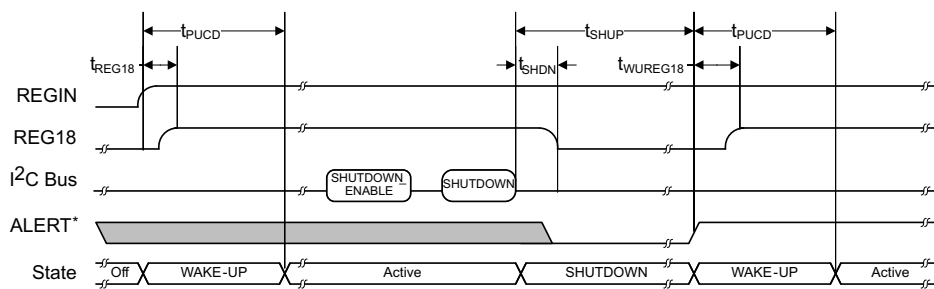 tPUCD
tSHUP
tPUCD
tREG18
tSHDN
tWUREG18
REGIN
REG18
I2C Bus
SHUTDOWN_
ENABLE
SHUTDOWN
ALERT*
State
Off
WAKE-UP
Active
SHUTDOWN
WAKE-UP
Active